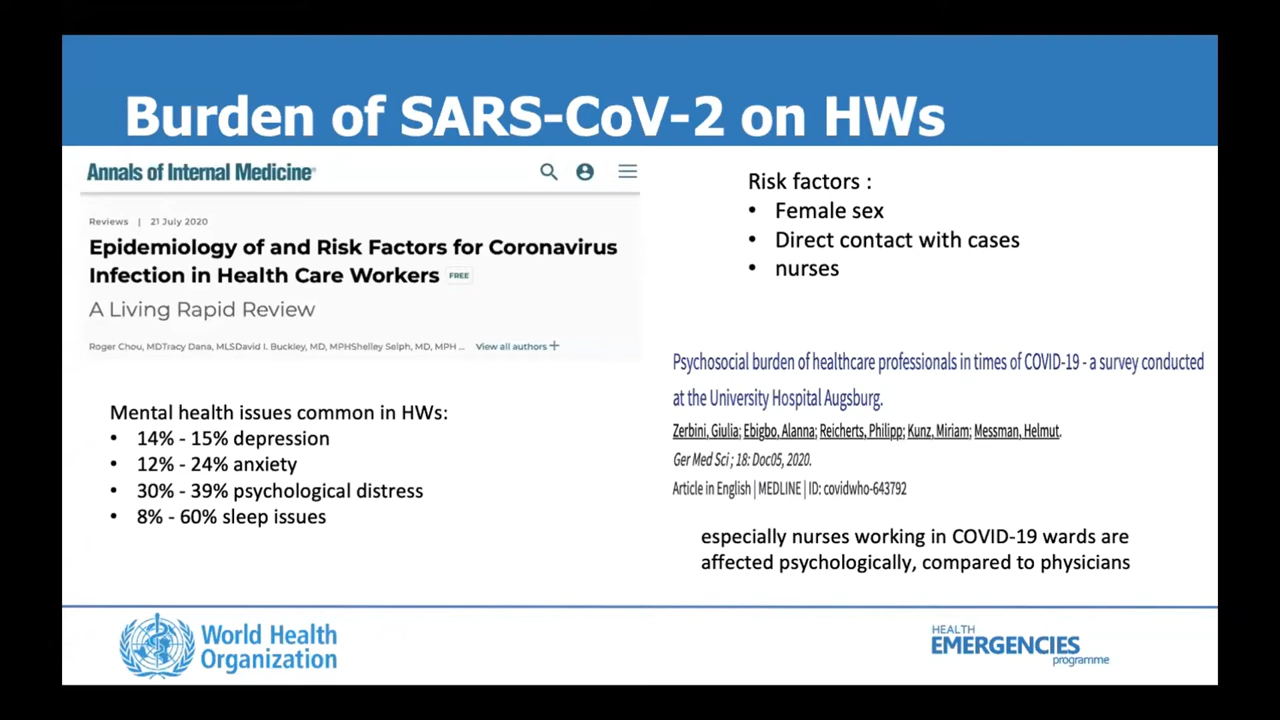 Burden of SARS-CoV-2 on HWs
Annals of Internal Medicine®
Reviews | 21 July 2020
Epidemiology of and Risk Factors for Coronavirus
Infection in Health Care Workers FREE
A Living Rapid Review
Roger Chou, MDTracy Dana, MLSDavid I. Buckley, MD, MPHShelley Selph, MD, MPH ... View all authors +
Mental health issues common in HWs:
• 14% - 15% depression
• 12% - 24% anxiety
• 30% - 39% psychological distress
• 8% - 60% sleep issues
Risk factors :
• Female sex
• Direct contact with cases
• nurses
Psychosocial burden of healthcare professionals in times of COVID-19 - a survey conducted
at the University Hospital Augsburg.
Zerbini, Giulia; Ebigbo, Alanna; Reicherts, Philipp; Kunz, Miriam; Messman, Helmut.
Ger Med Sci ; 18: Doc05, 2020.
Article in English | MEDLINE | ID: covidwho-643792
especially nurses working in COVID-19 wards are
affected psychologically, compared to physicians
World Health
Organization
HEALTH
EMERGENCIES
programme